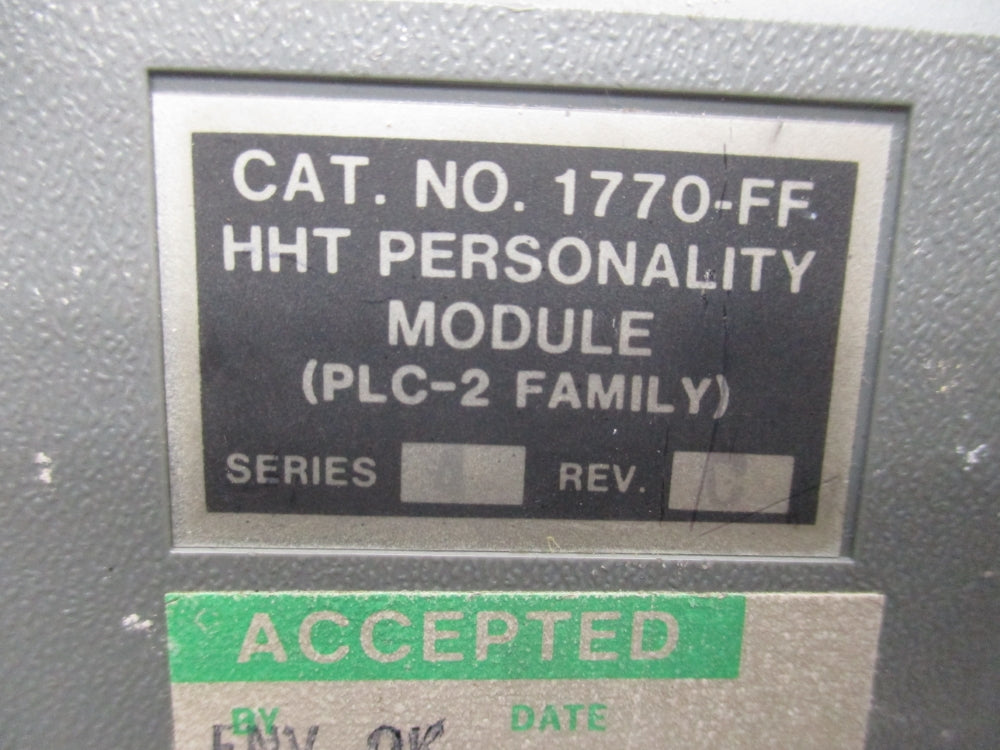 CAT. NO. 1770-FF
HHT PERSONALITY
MODULE
(PLC-2 FAMILY)
SERIES A REV. C
ACCEPTED
BY DATE